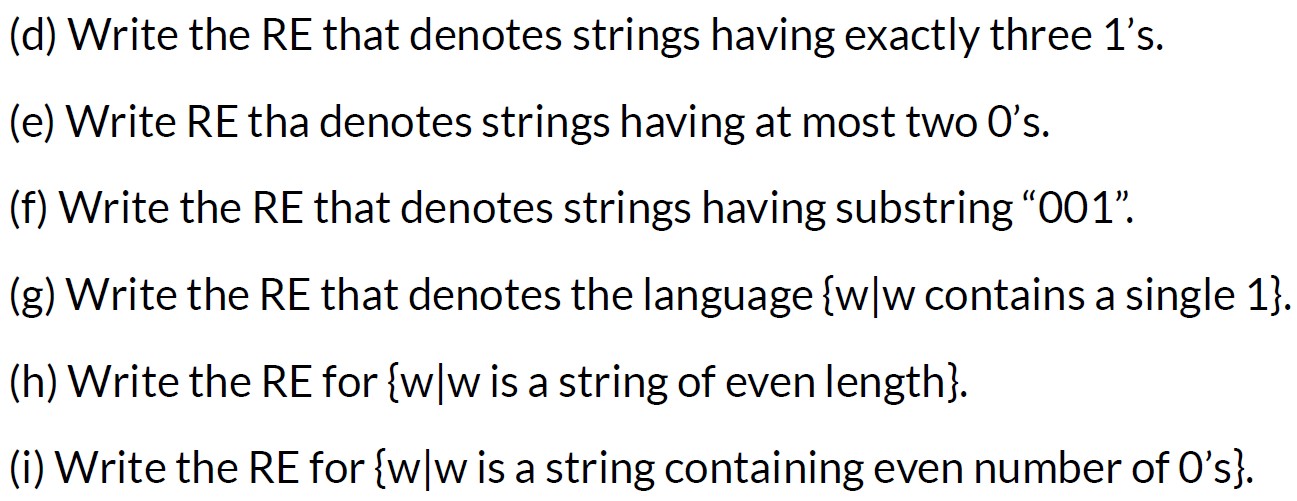 (d) Write the RE that denotes strings having exactly three 1’s.
(e) Write RE tha denotes strings having at most two 0’s.
(f) Write the RE that denotes strings having substring “001”.
(g) Write the RE that denotes the language {w|w contains a single 1}.
(h) Write the RE for {w|w is a string of even length}.
(i) Write the RE for {w|w is a string containing even number of 0’s}.